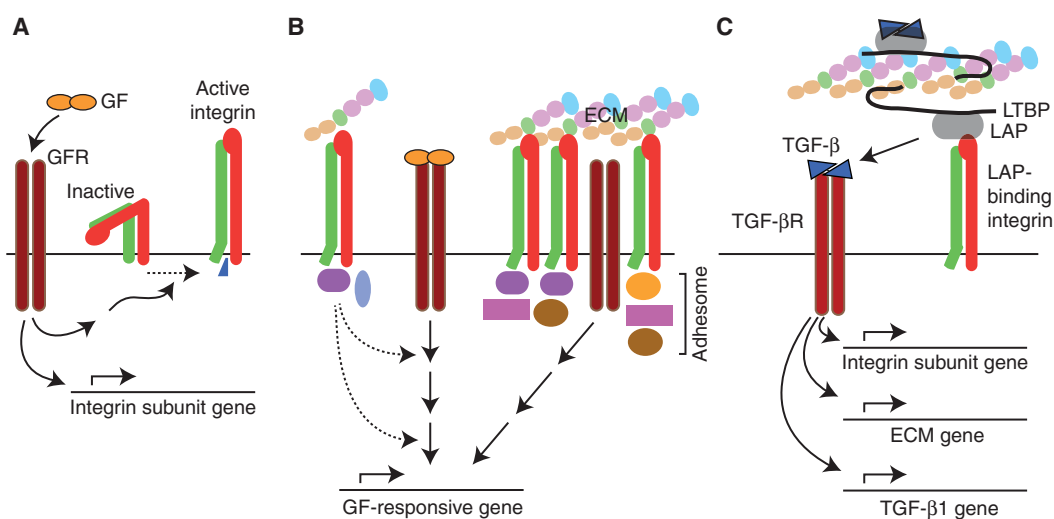 A
GF
GFR
Inactive
Active
integrin
Integrin subunit gene
B
ECM
Adhesome
GF-responsive gene
C
LTBP
LAP
TGF-β
LAP-
binding
integrin
TGF-βR
Integrin subunit gene
ECM gene
TGF-β1 gene